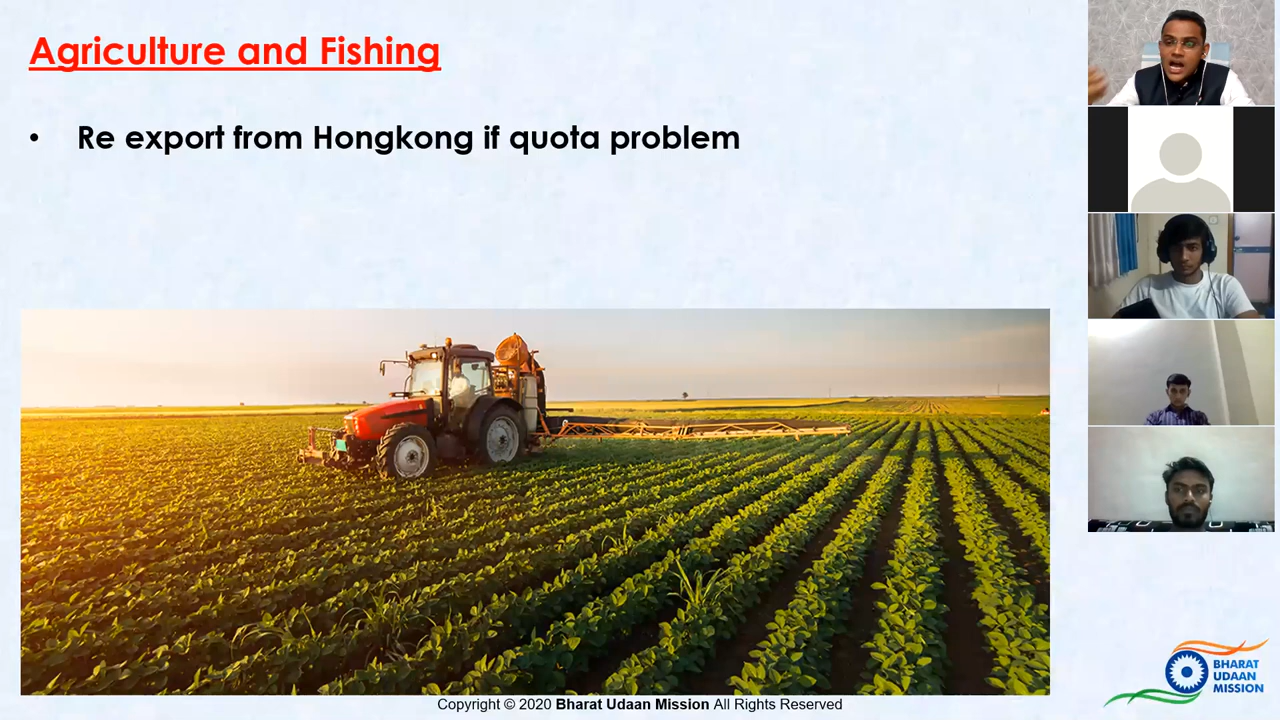 Agriculture and Fishing
• Re export from Hongkong if quota problem
BHARAT
UDAAN
MISSION
Copyright © 2020 Bharat Udaan Mission All Rights Reserved